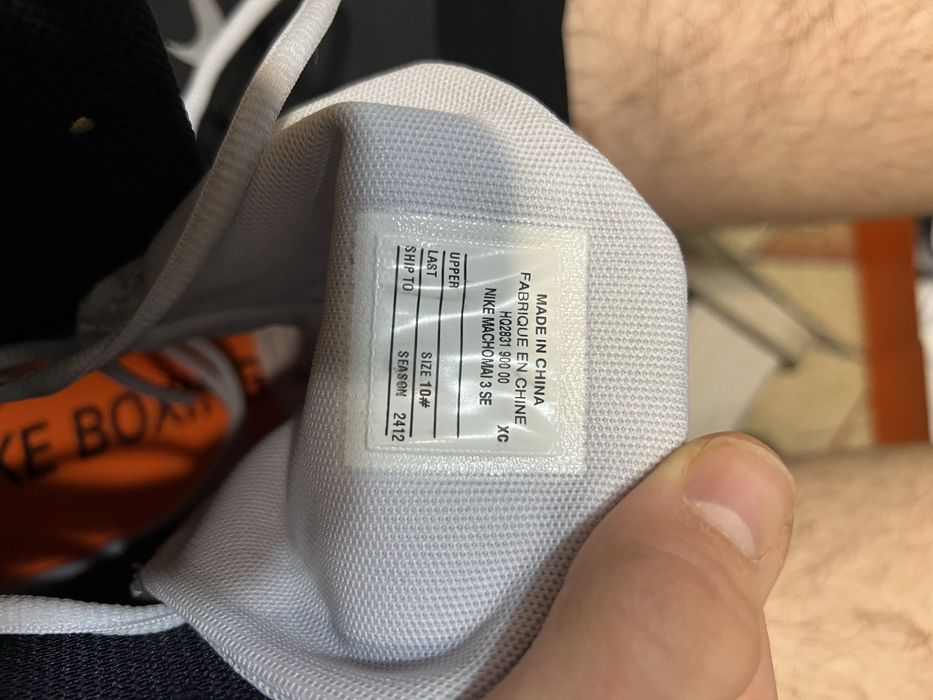 MADE IN CHINA
FABRIQUE EN CHINE
HQ2831 900 00 XC
NIKE MACHOMAI 3 SE
UPPER
LAST SIZE 10#
SHIP TO SEASON 2412
KE BOXIN